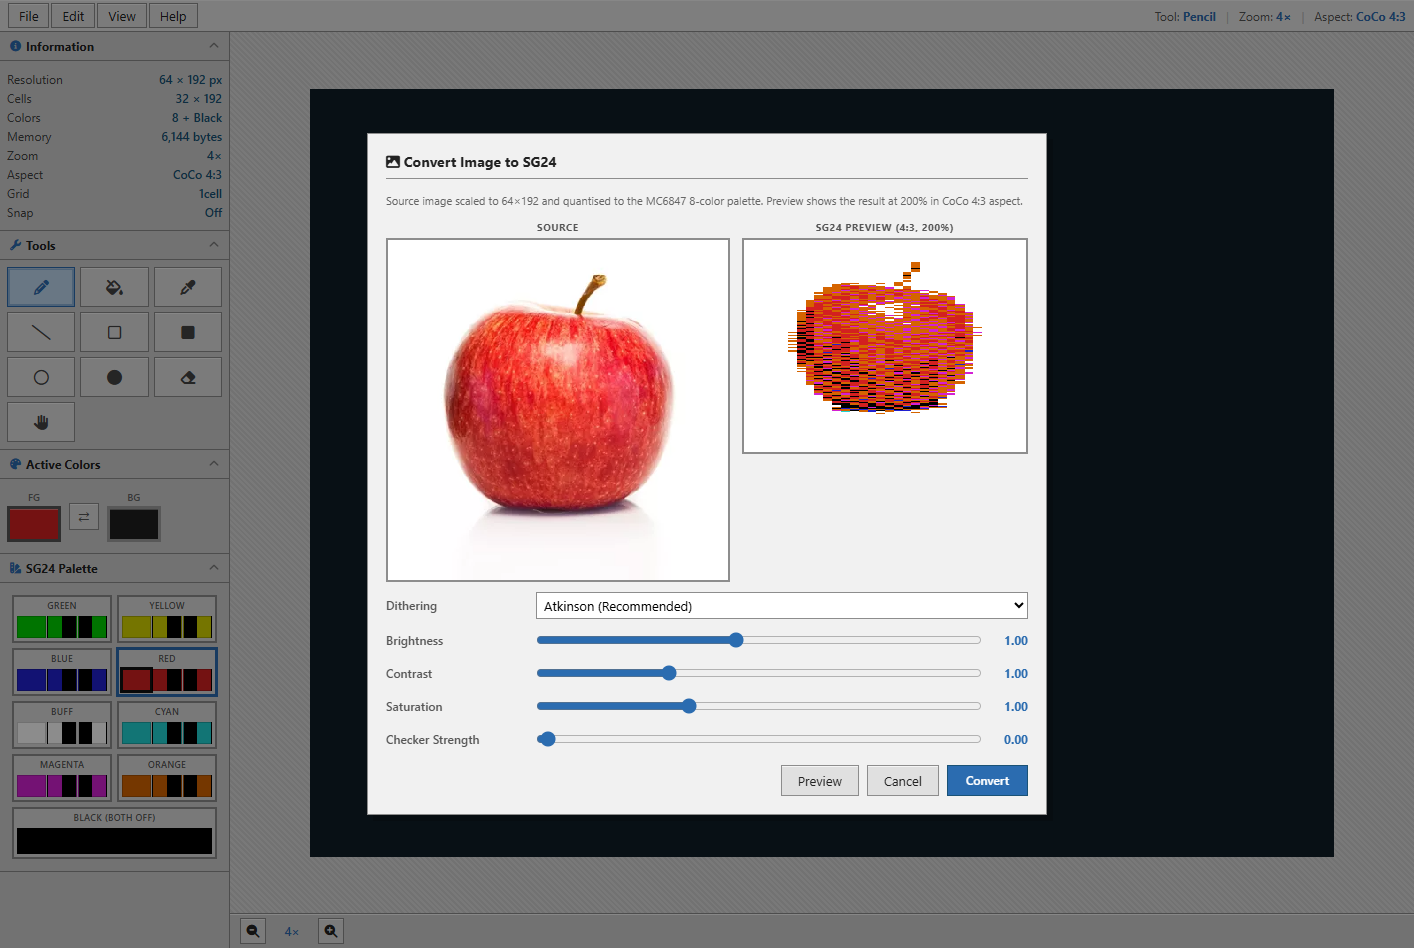 File Edit View Help
Tool: Pencil | Zoom: 4× | Aspect: CoCo 4:3
Information
Resolution 64 × 192 px
Cells 32 × 192
Colors 8 + Black
Memory 6,144 bytes
Zoom 4×
Aspect CoCo 4:3
Grid 1cell
Snap Off
Tools
Active Colors
FG BG
SG24 Palette
GREEN YELLOW
BLUE RED
BUFF CYAN
MAGENTA ORANGE
BLACK (BOTH OFF)
Convert Image to SG24
Source image scaled to 64×192 and quantised to the MC6847 8-color palette. Preview shows the result at 200% in CoCo 4:3 aspect.
SOURCE SG24 PREVIEW (4:3, 200%)
Dithering Atkinson (Recommended)
Brightness 1.00
Contrast 1.00
Saturation 1.00
Checker Strength 0.00
Preview Cancel Convert
4×